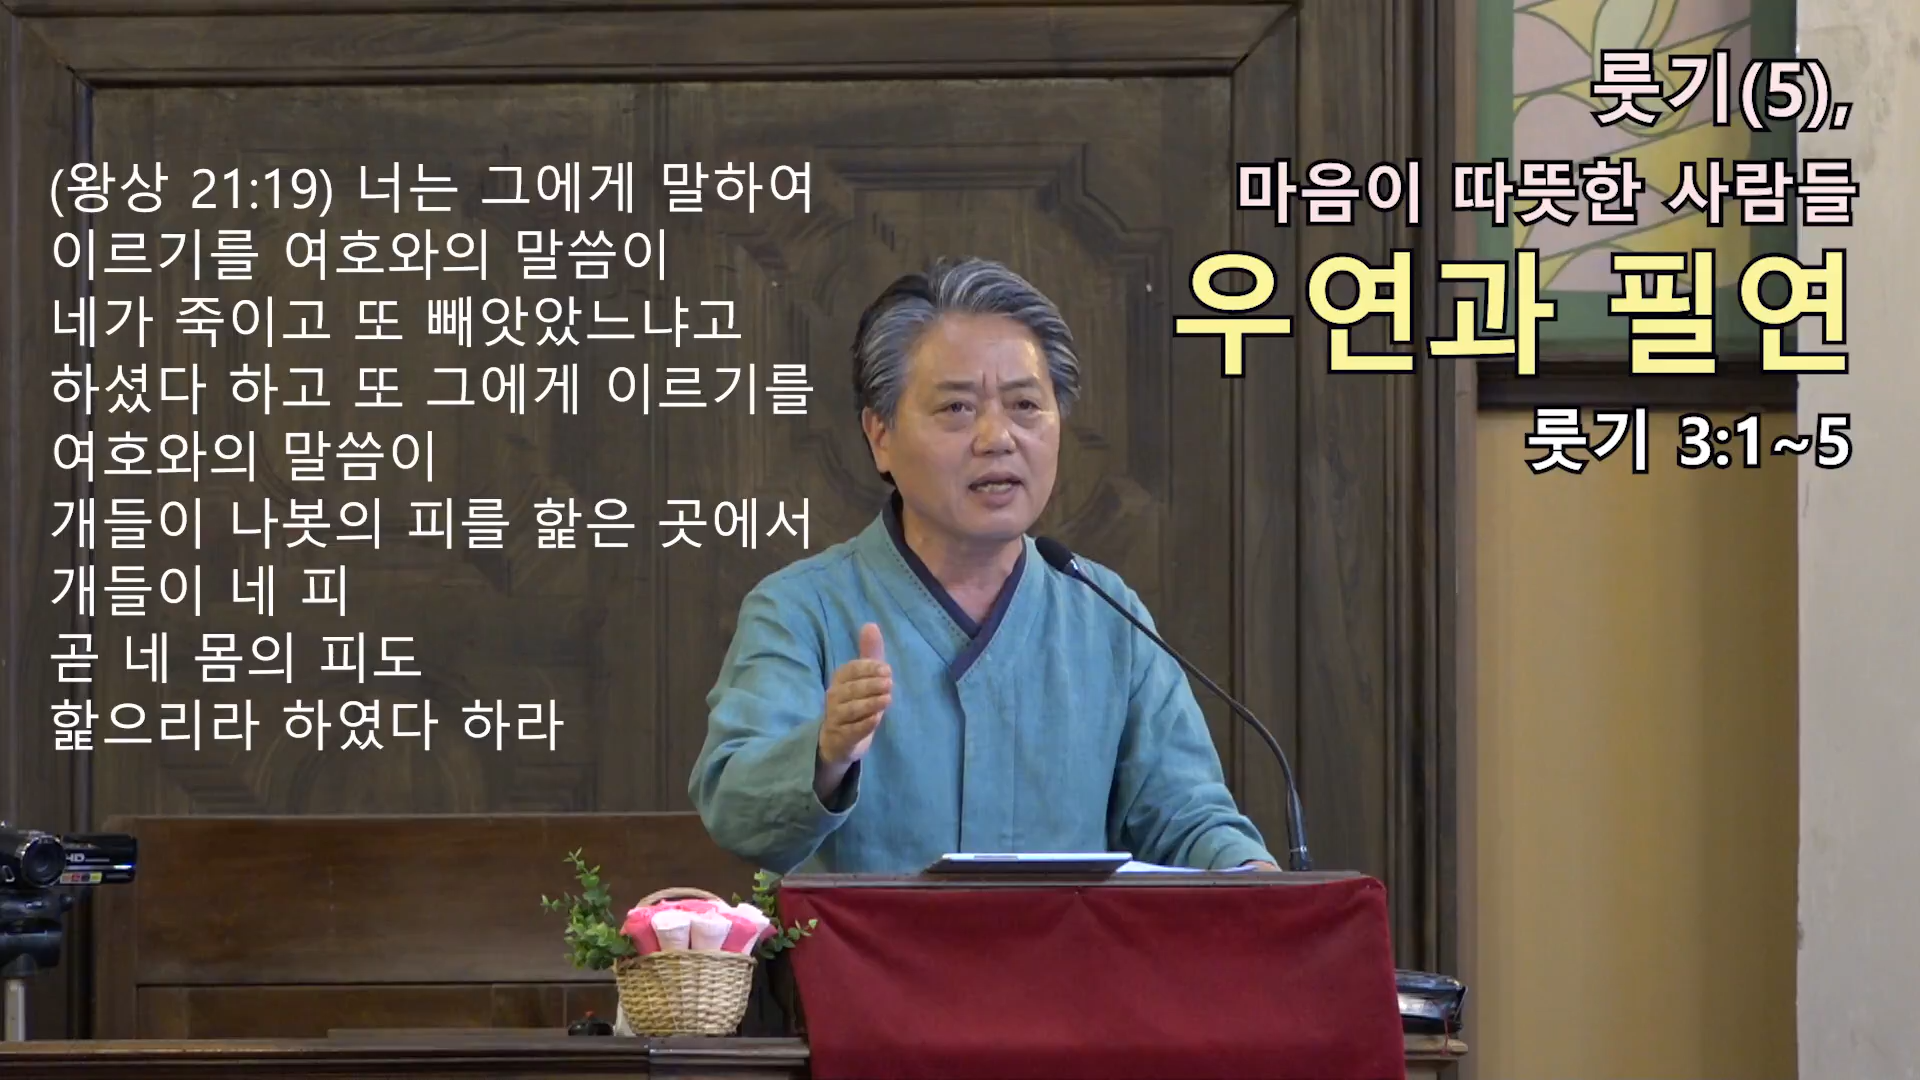 (왕상 21:19) 너는 그에게 말하여
이르기를 여호와의 말씀이
네가 죽이고 또 빼앗았느냐고
하셨다 하고 또 그에게 이르기를
여호와의 말씀이
개들이 나봇의 피를 핥은 곳에서
개들이 네 피
곧 네 몸의 피도
핥으리라 하였다 하라
룻기(5),
마음이 따뜻한 사람들
우연과 필연
룻기 3:1~5
HD